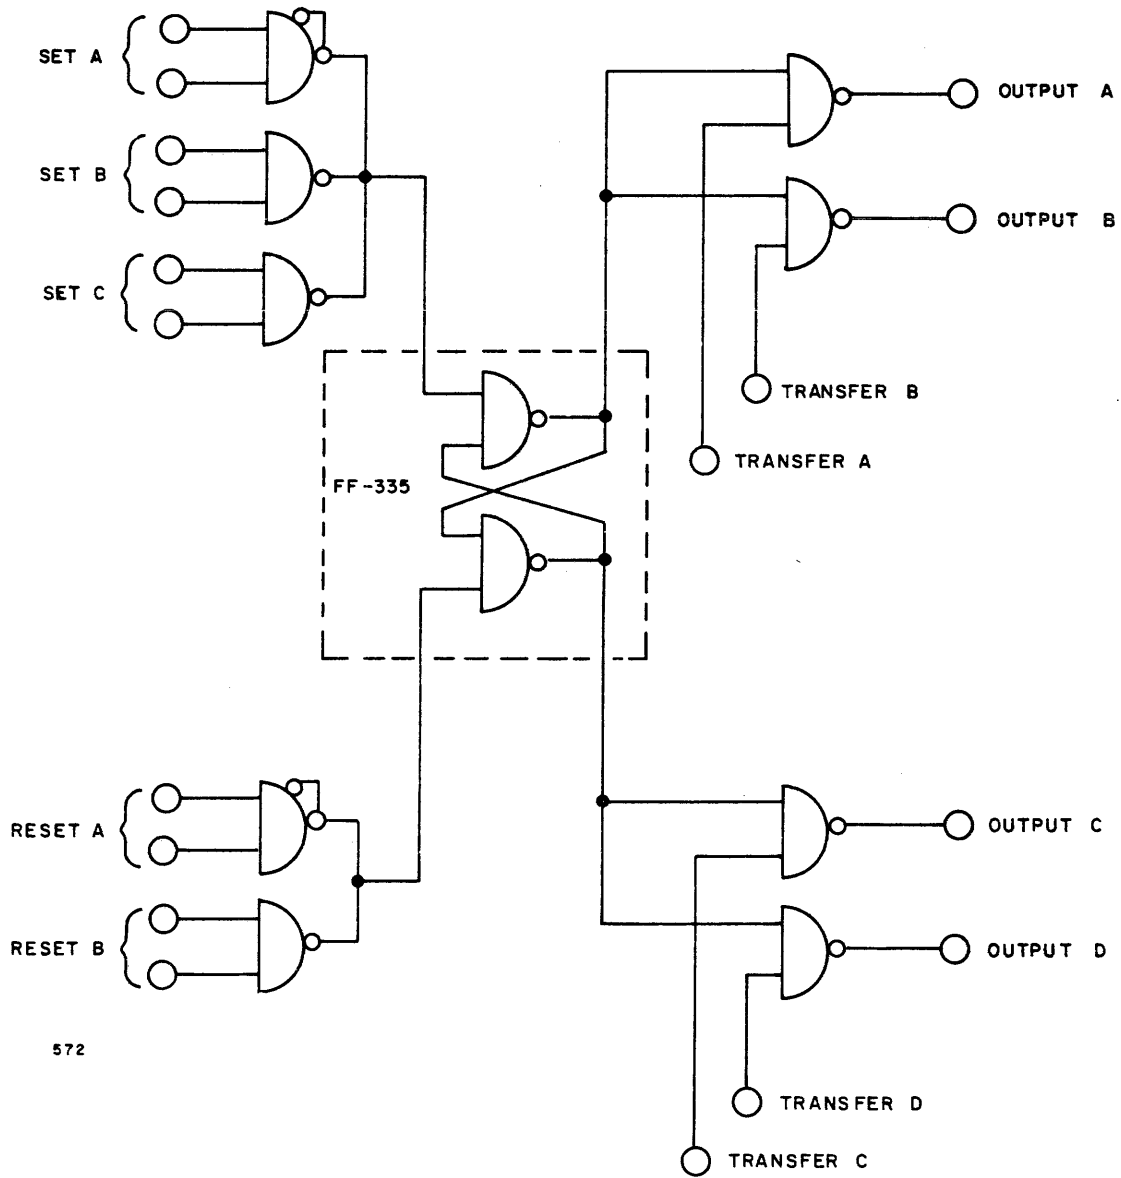 SET A
SET B
SET C
OUTPUT A
OUTPUT B
TRANSFER B
TRANSFER A
FF-335
RESET A
RESET B
OUTPUT C
OUTPUT D
572
TRANSFER D
TRANSFER C